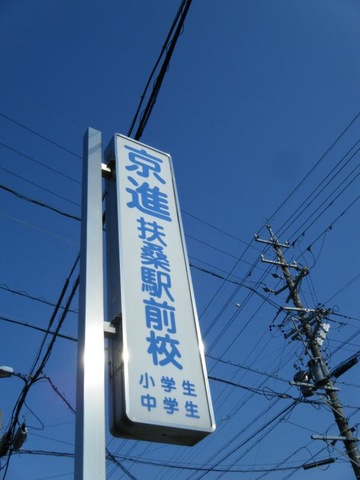 京進
扶桑駅前校
小学生
中学生